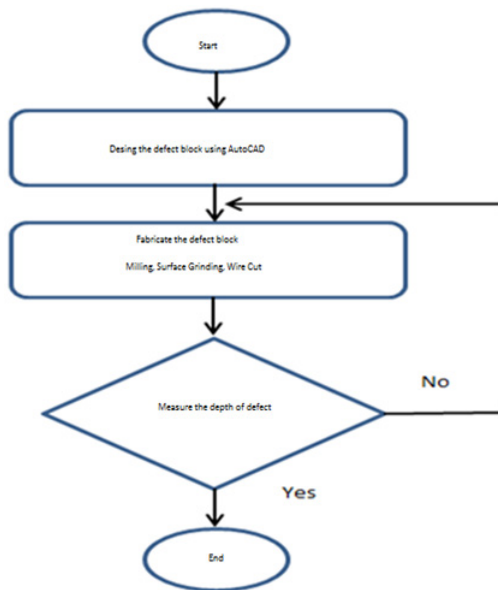 Start
Desing the defect block using AutoCAD
Fabricate the defect block
Milling, Surface Grinding, Wire Cut
Measure the depth of defect
No
Yes
End